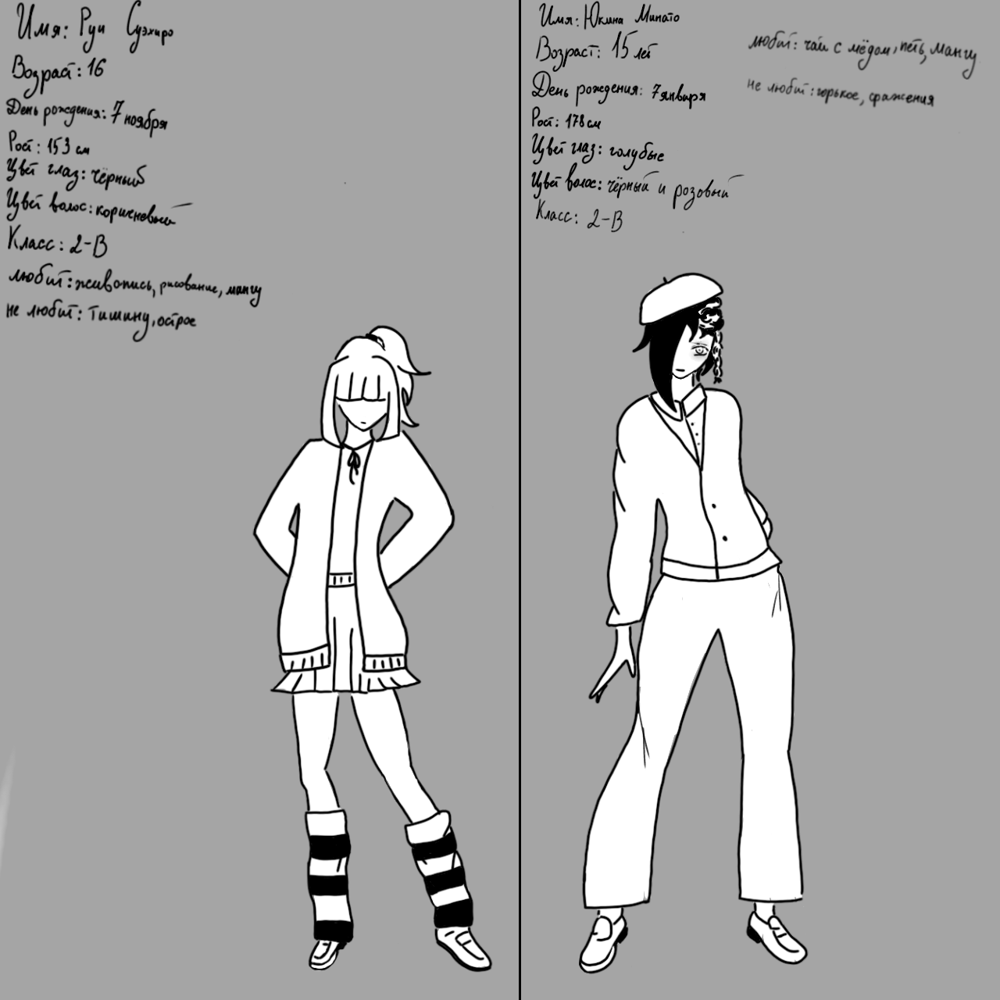 Имя: Руи Суэхиро
Возраст: 16
День рождения: 7 ноября
Рост: 153 см
Цвет глаз: чёрный
Цвет волос: коричневый
Класс: 2-В
любит: живопись, рисование, мангу
не любит: тишину, острое
Имя: Юкина Минато
Возраст: 15 лет
День рождения: 7 января
Рост: 178 см
Цвет глаз: голубые
Цвет волос: чёрный и розовый
Класс: 2-В
любит: чай с мёдом, петь, мангу
не любит: горькое, сражения